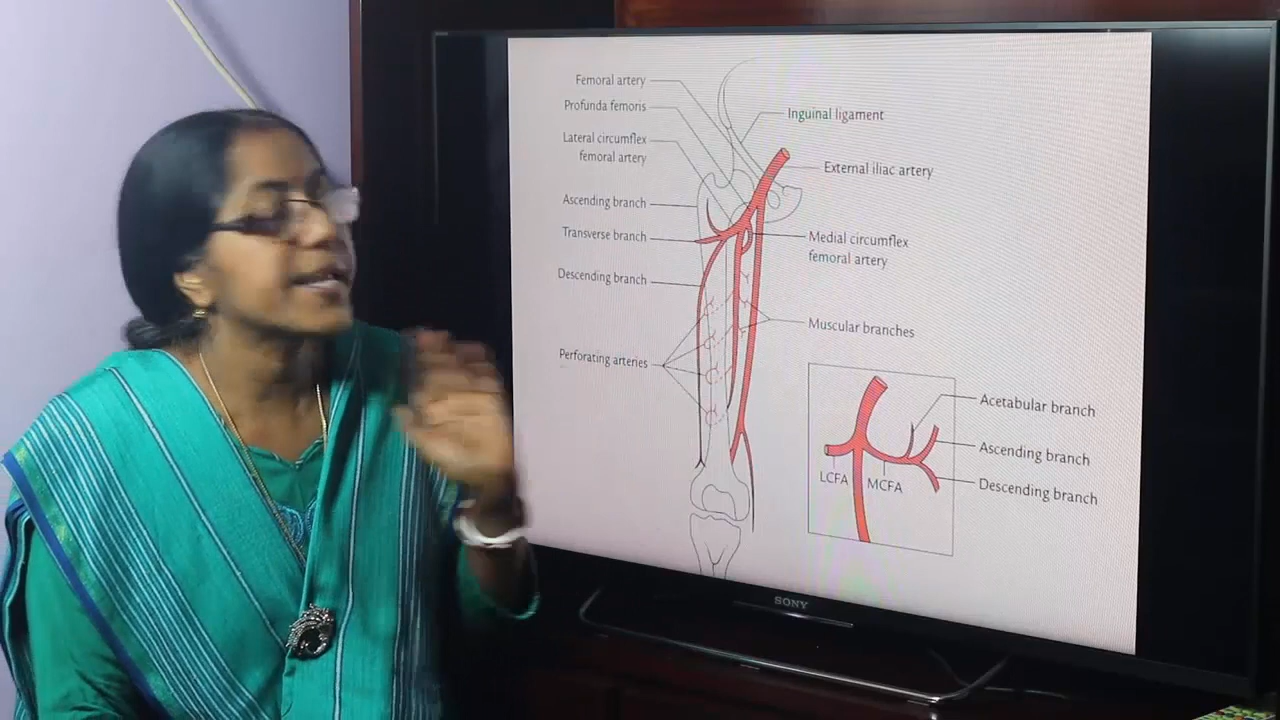 Femoral artery
Profunda femoris
Lateral circumflex
femoral artery
Ascending branch
Transverse branch
Descending branch
Perforating arteries
Inguinal ligament
External iliac artery
Medial circumflex
femoral artery
Muscular branches
Acetabular branch
Ascending branch
Descending branch
LCFA
MCFA
SONY